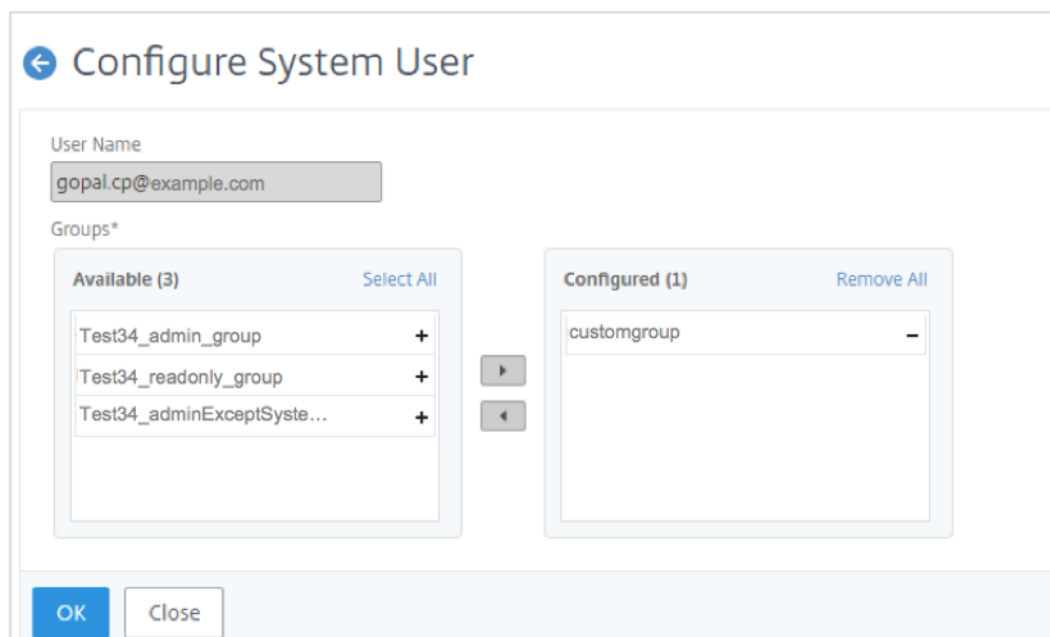 Configure System User
User Name
gopal.cp@example.com
Groups*
Available (3) Select All
Test34_admin_group +
Test34_readonly_group +
Test34_adminExceptSyste... +
Configured (1) Remove All
customgroup –
OK Close